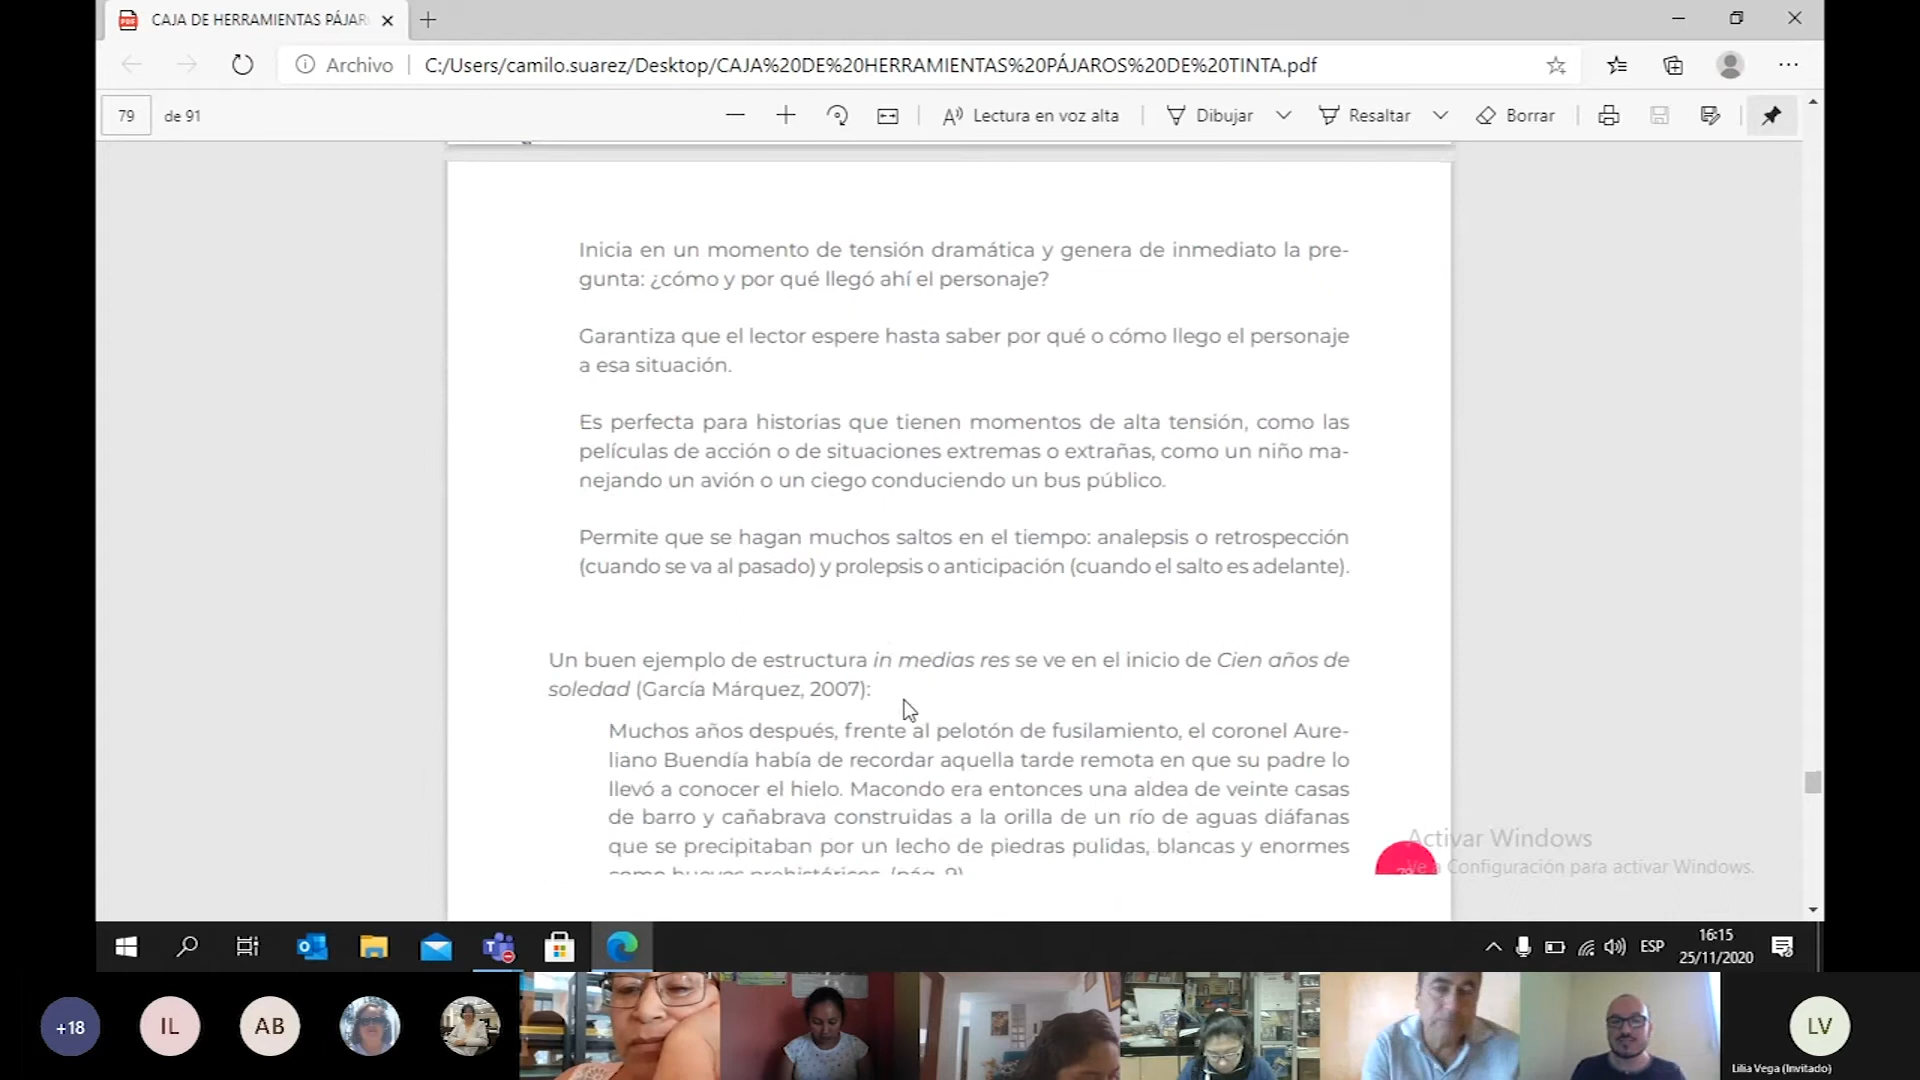 CAJA DE HERRAMIENTAS PÁJAR
Archivo C:/Users/camilo.suarez/Desktop/CAJA%20DE%20HERRAMIENTAS%20PÁJAROS%20DE%20TINTA.pdf
79 de 91 Lectura en voz alta Dibujar Resaltar Borrar
Inicia en un momento de tensión dramática y genera de inmediato la pre-
gunta: ¿cómo y por qué llegó ahí el personaje?
Garantiza que el lector espere hasta saber por qué o cómo llego el personaje
a esa situación.
Es perfecta para historias que tienen momentos de alta tensión, como las
películas de acción o de situaciones extremas o extrañas, como un niño ma-
nejando un avión o un ciego conduciendo un bus público.
Permite que se hagan muchos saltos en el tiempo: analepsis o retrospección
(cuando se va al pasado) y prolepsis o anticipación (cuando el salto es adelante).
Un buen ejemplo de estructura in medias res se ve en el inicio de Cien años de
soledad (García Márquez, 2007):
Muchos años después, frente al pelotón de fusilamiento, el coronel Aure-
liano Buendía había de recordar aquella tarde remota en que su padre lo
llevó a conocer el hielo. Macondo era entonces una aldea de veinte casas
de barro y cañabrava construidas a la orilla de un río de aguas diáfanas
que se precipitaban por un lecho de piedras pulidas, blancas y enormes
como huevos prehistóricos. (pág. 9)
Activar Windows
Ve a Configuración para activar Windows.
ESP
16:15
25/11/2020
+18 IL AB LV
Lilia Vega (Invitado)